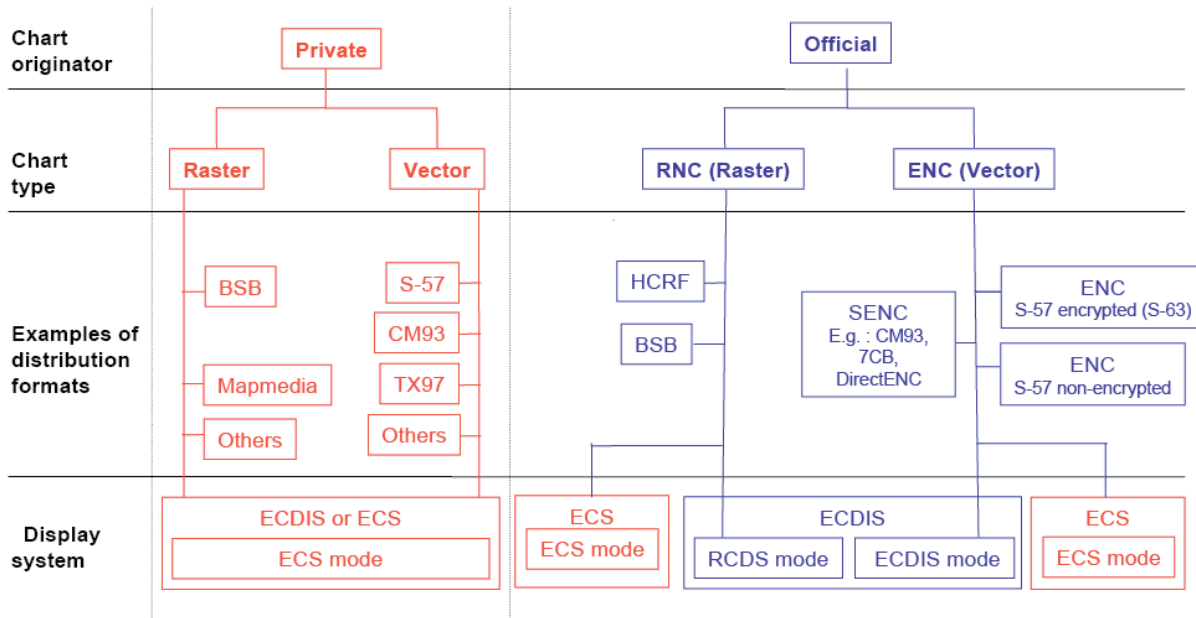 Chart
originator
Private
Official
Chart
type
Raster
Vector
RNC (Raster)
ENC (Vector)
Examples of
distribution
formats
BSB
Mapmedia
Others
S-57
CM93
TX97
Others
HCRF
BSB
SENC
E.g. : CM93,
7CB,
DirectENC
ENC
S-57 encrypted (S-63)
ENC
S-57 non-encrypted
Display
system
ECDIS or ECS
ECS mode
ECS
ECS mode
ECDIS
RCDS mode
ECDIS mode
ECS
ECS mode